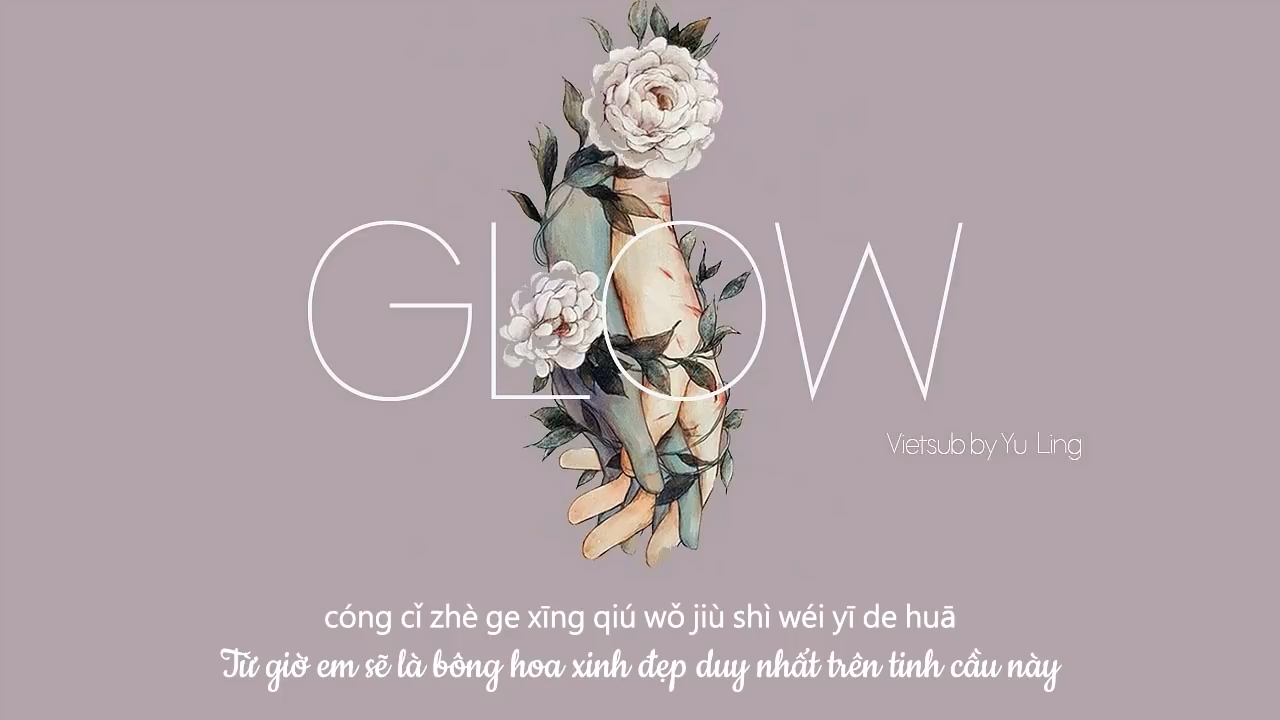 GLOW
Vietsub by Yu Ling
cóng cǐ zhè ge xīng qiú wǒ jiù shì wéi yī de huā
Từ giờ em sẽ là bông hoa xinh đẹp duy nhất trên tinh cầu này